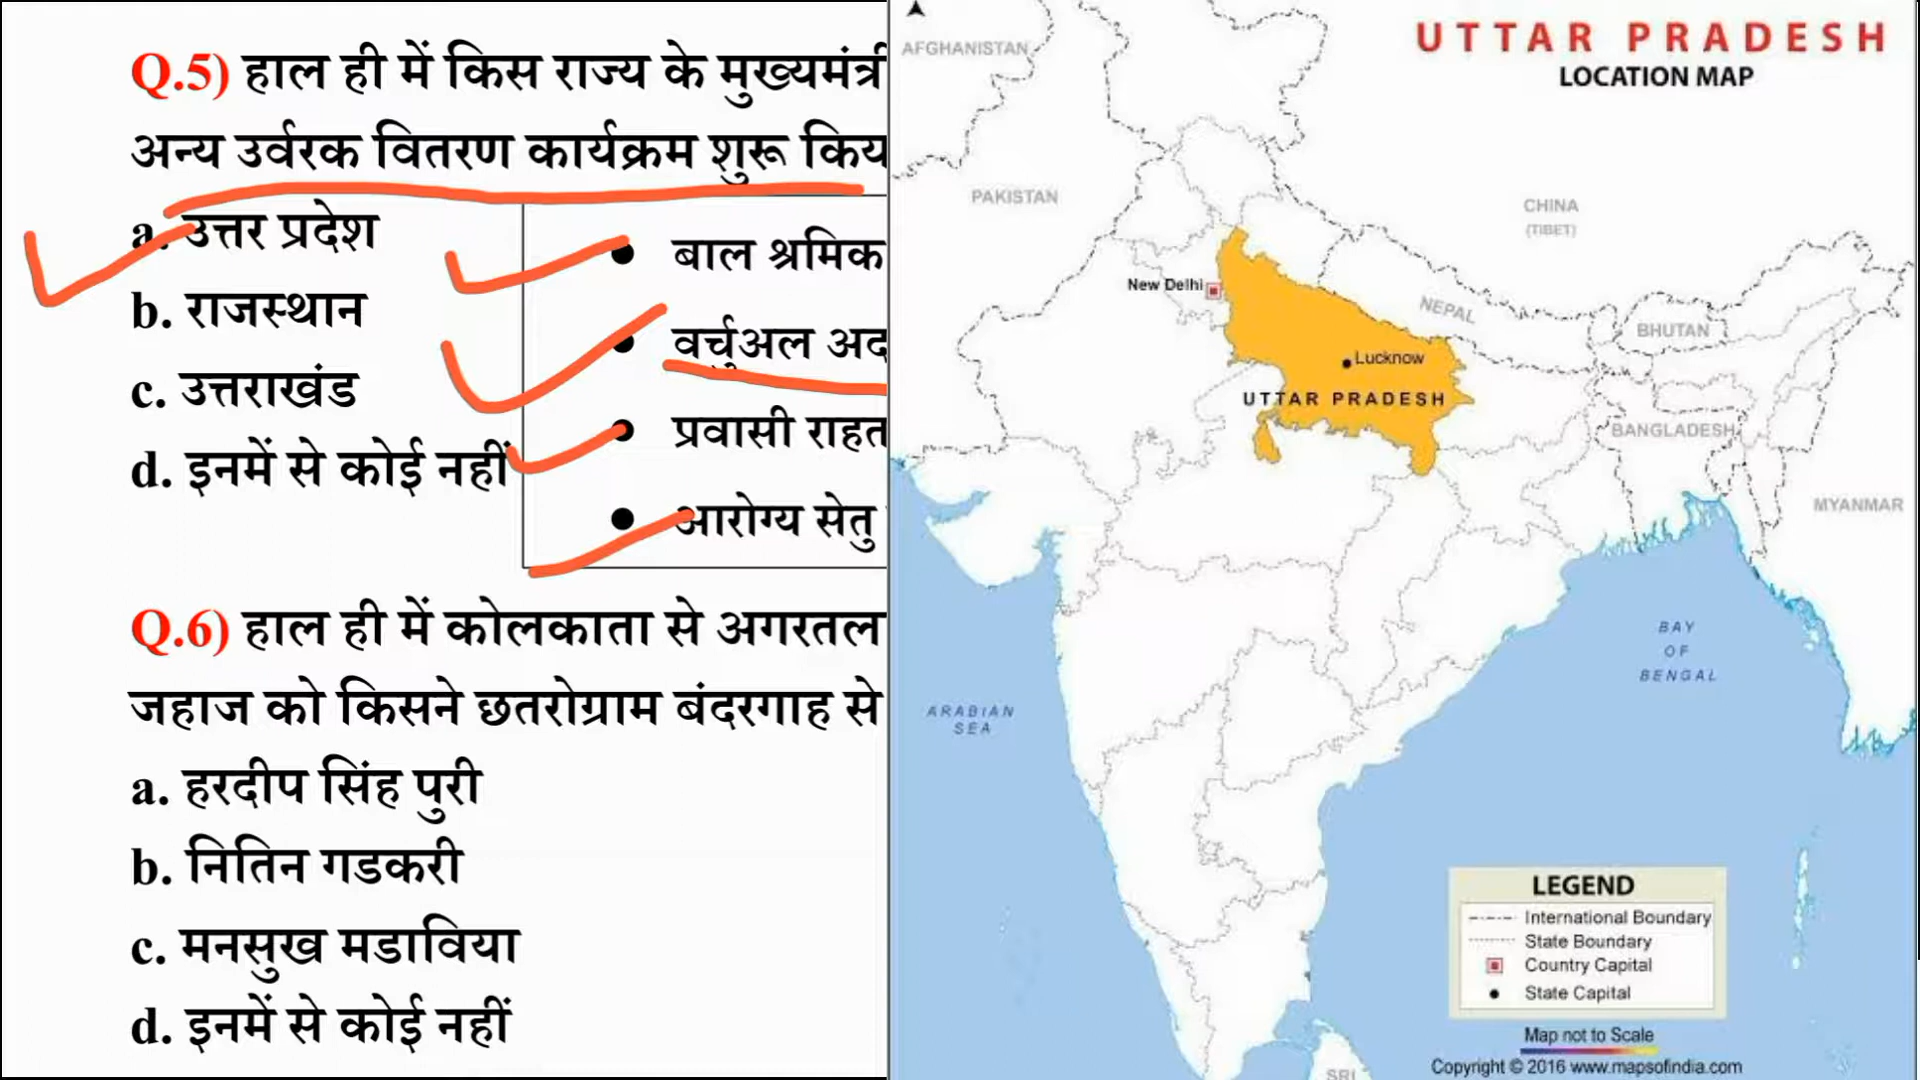 Q.5) हाल ही में किस राज्य के मुख्यमंत्री
अन्य उर्वरक वितरण कार्यक्रम शुरू किय
a. उत्तर प्रदेश
b. राजस्थान
c. उत्तराखंड
d. इनमें से कोई नहीं
● बाल श्रमिक
● वर्चुअल अद
● प्रवासी राहत
● आरोग्य सेतु
Q.6) हाल ही में कोलकाता से अगरतल
जहाज को किसने छतरोग्राम बंदरगाह से
a. हरदीप सिंह पुरी
b. नितिन गडकरी
c. मनसुख मडाविया
d. इनमें से कोई नहीं
UTTAR PRADESH
LOCATION MAP
AFGHANISTAN
PAKISTAN
CHINA
(TIBET)
New Delhi
NEPAL
BHUTAN
Lucknow
UTTAR PRADESH
BANGLADESH
MYANMAR
BAY
OF
BENGAL
ARABIAN
SEA
LEGEND
International Boundary
State Boundary
Country Capital
State Capital
Map not to Scale
Copyright © 2016 www.mapsofindia.com
SRI